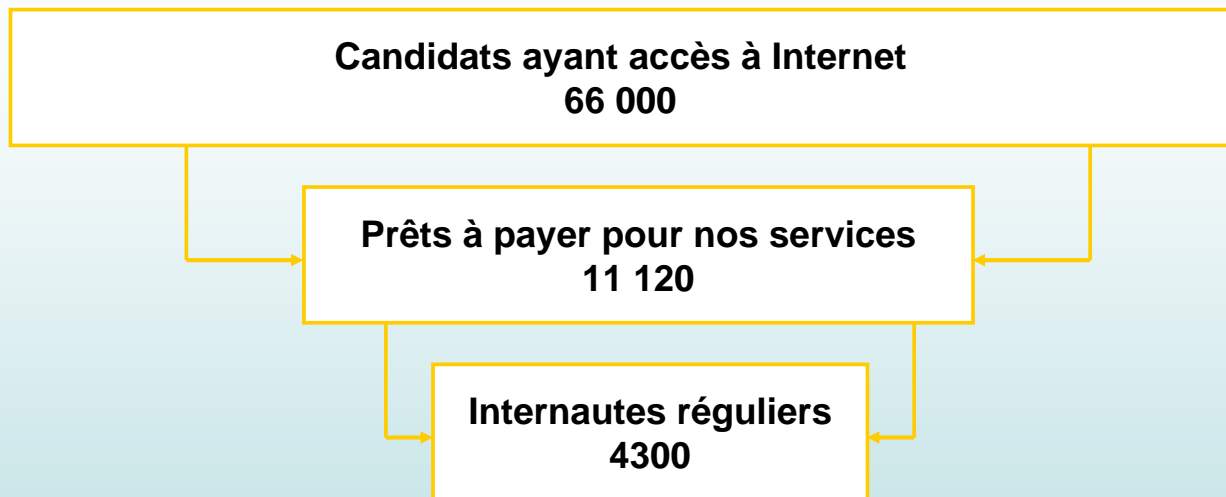 Candidats ayant accès à Internet
66 000
Prêts à payer pour nos services
11 120
Internautes réguliers
4300